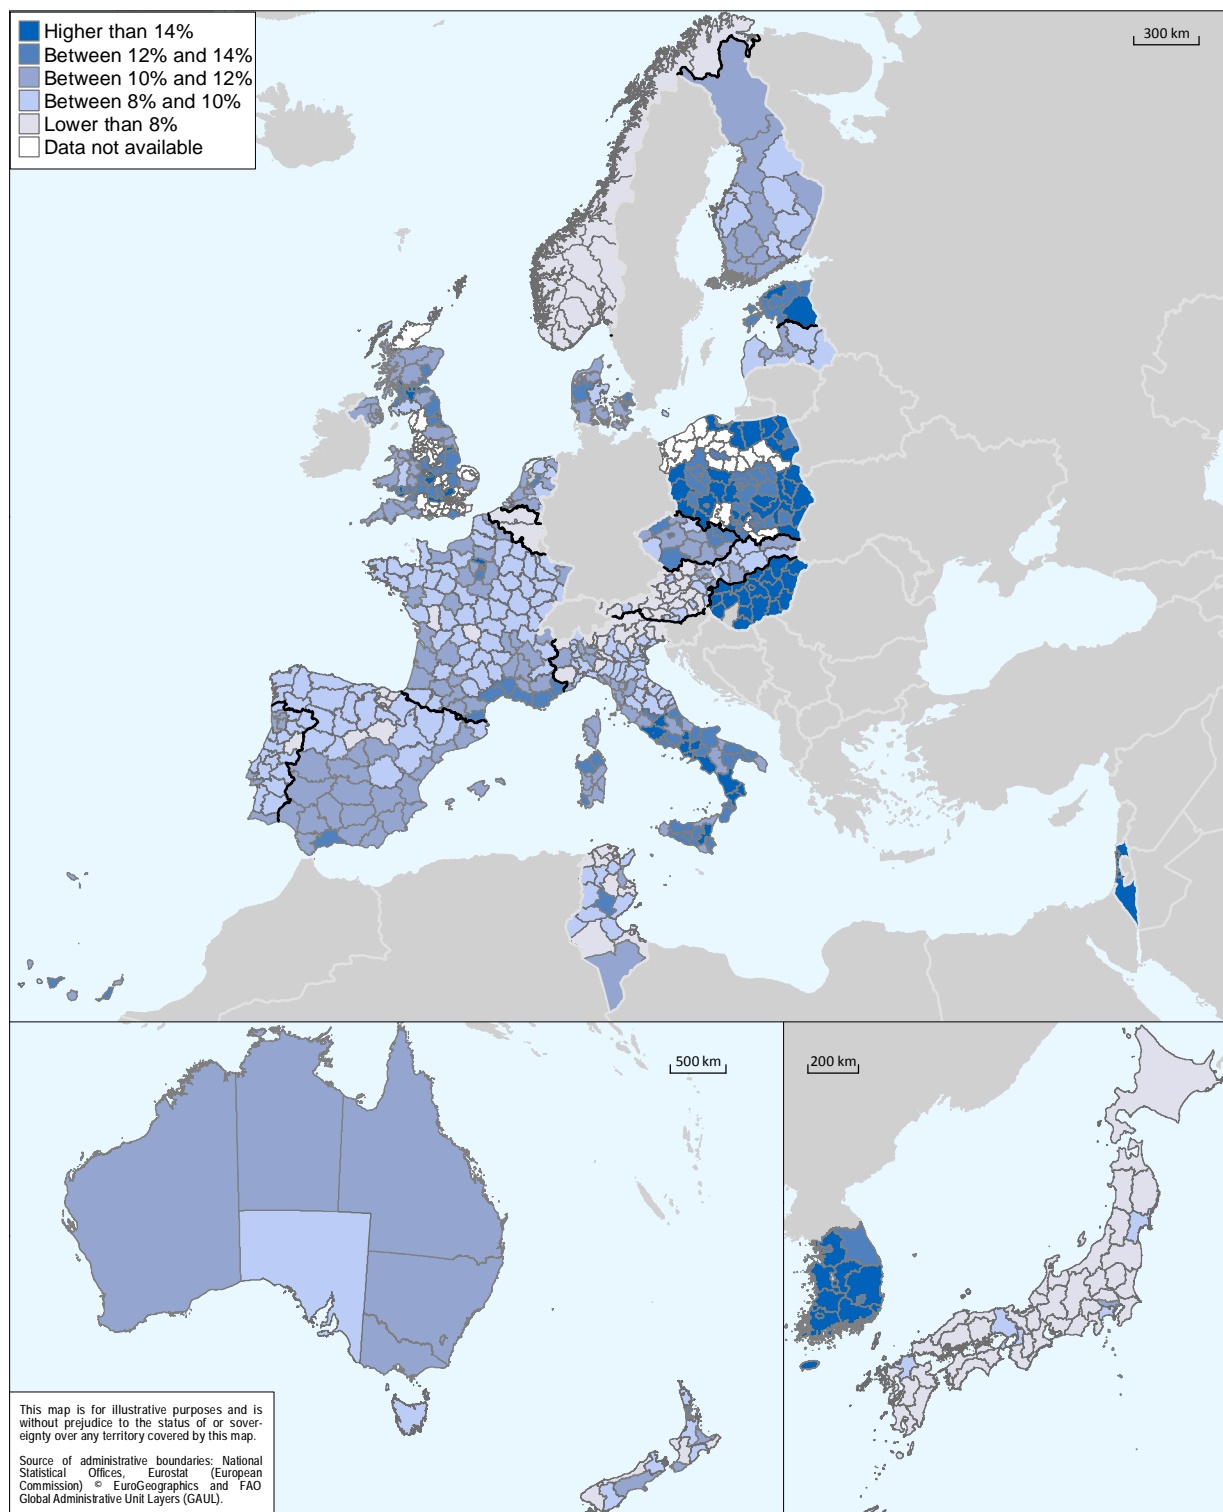 Higher than 14%
Between 12% and 14%
Between 10% and 12%
Between 8% and 10%
Lower than 8%
Data not available
300 km
500 km
200 km
This map is for illustrative purposes and is
without prejudice to the status of or sover-
eignty over any territory covered by this map.
Source of administrative boundaries: National
Statistical Offices, Eurostat (European
Commission) © EuroGeographics and FAO
Global Administrative Unit Layers (GAUL).